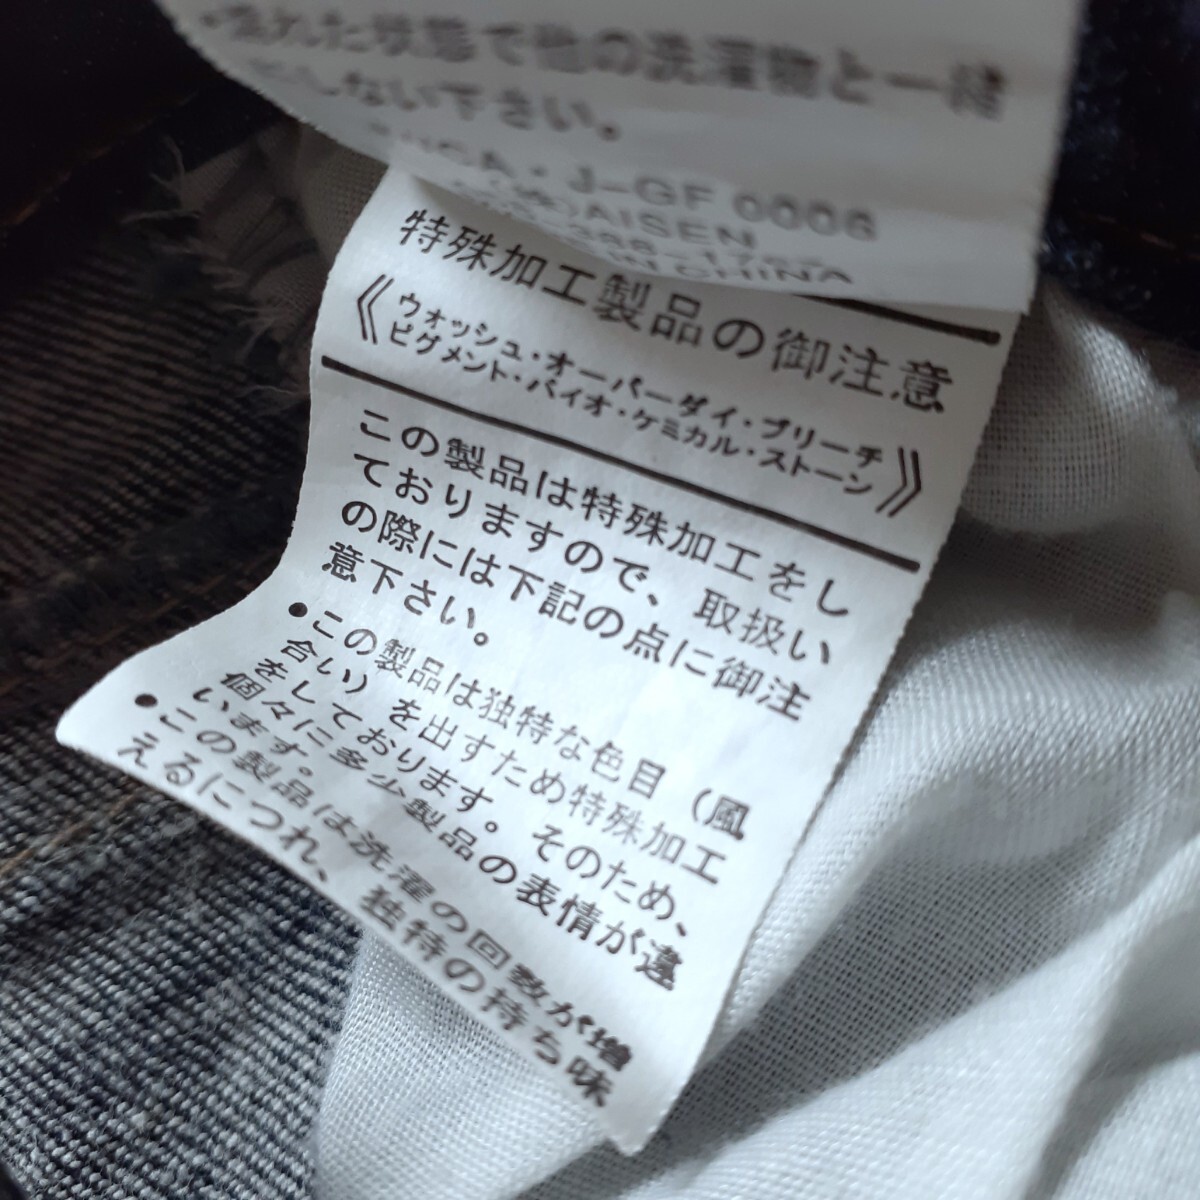 れた状態で他の洗濯物と一緒
しない下さい。
J-GF 0006
(株)AISEN
IN CHINA
特殊加工製品の御注意
《ウォッシュ・オーバーダイ・ブリーチ
ピグメント・バイオ・ケミカル・ストーン》
この製品は特殊加工をし
ておりますので、取扱い
の際には下記の点に御注
意下さい。
•この製品は独特な色目(風
合い)を出すため特殊加工
をしております。そのため、
個々に多少製品の表情が違
います。
•この製品は洗濯の回数が増
えるにつれ、独特の持ち味